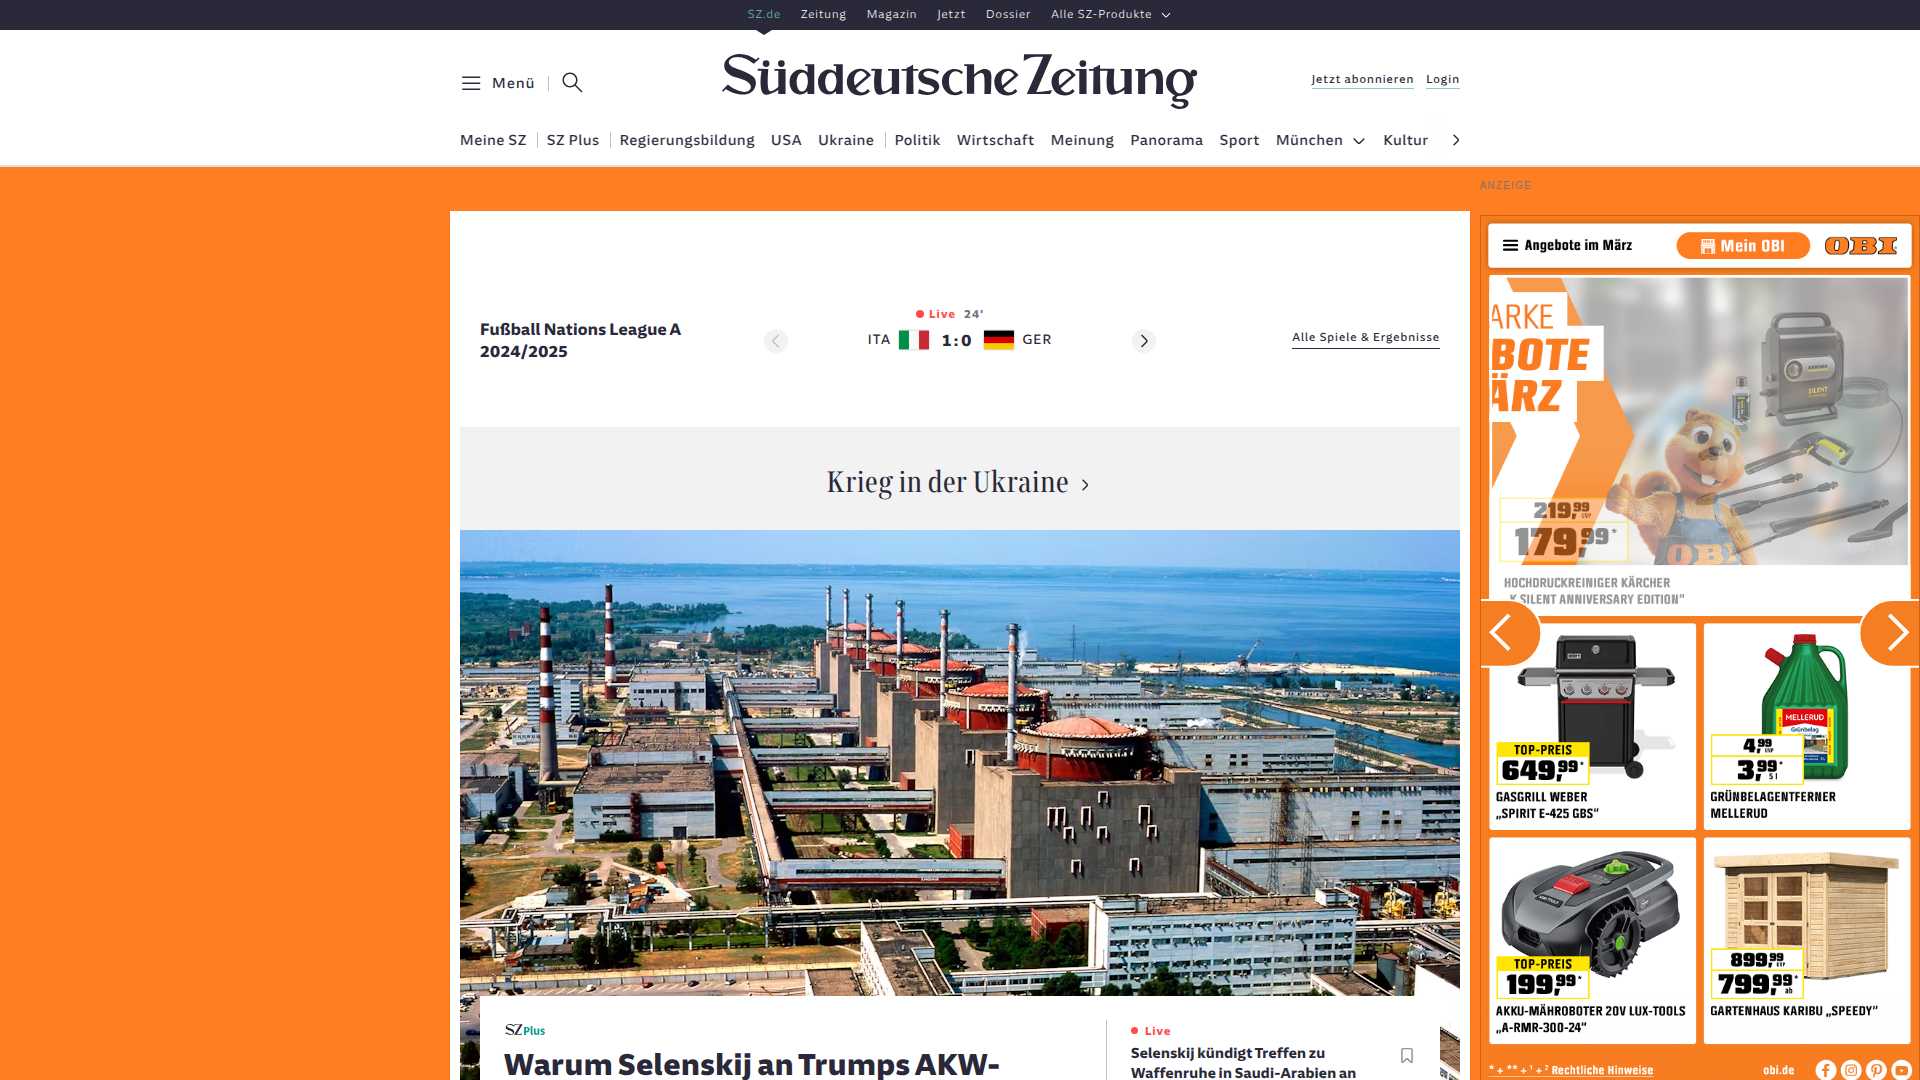 SZ.de Zeitung Magazin Jetzt Dossier Alle SZ-Produkte
Menü
Süddeutsche Zeitung
Jetzt abonnieren Login
Meine SZ SZ Plus Regierungsbildung USA Ukraine Politik Wirtschaft Meinung Panorama Sport München Kultur
ANZEIGE
Fußball Nations League A
2024/2025
Live 24'
ITA 1:0 GER
Alle Spiele & Ergebnisse
Krieg in der Ukraine
SZ Plus
Warum Selenskij an Trumps AKW-
Live
Selenskij kündigt Treffen zu
Waffenruhe in Saudi-Arabien an
Angebote im März
Mein OBI
OBI
ARKE
BOTE
ÄRZ
219,99 UVP
179,99*
HOCHDRUCKREINIGER KÄRCHER
K SILENT ANNIVERSARY EDITION"
TOP-PREIS
649,99*
GASGRILL WEBER
„SPIRIT E-425 GBS“
MELLERUD
Grünbelag
4,99 UVP
3,99* 5 l
GRÜNBELAGENTFERNER
MELLERUD
TOP-PREIS
199,99*
AKKU-MÄHROBOTER 20V LUX-TOOLS
„A-RMR-300-24“
899,99 UVP
799,99* ab
GARTENHAUS KARIBU „SPEEDY“
* + ** + ¹ + ² Rechtliche Hinweise
obi.de